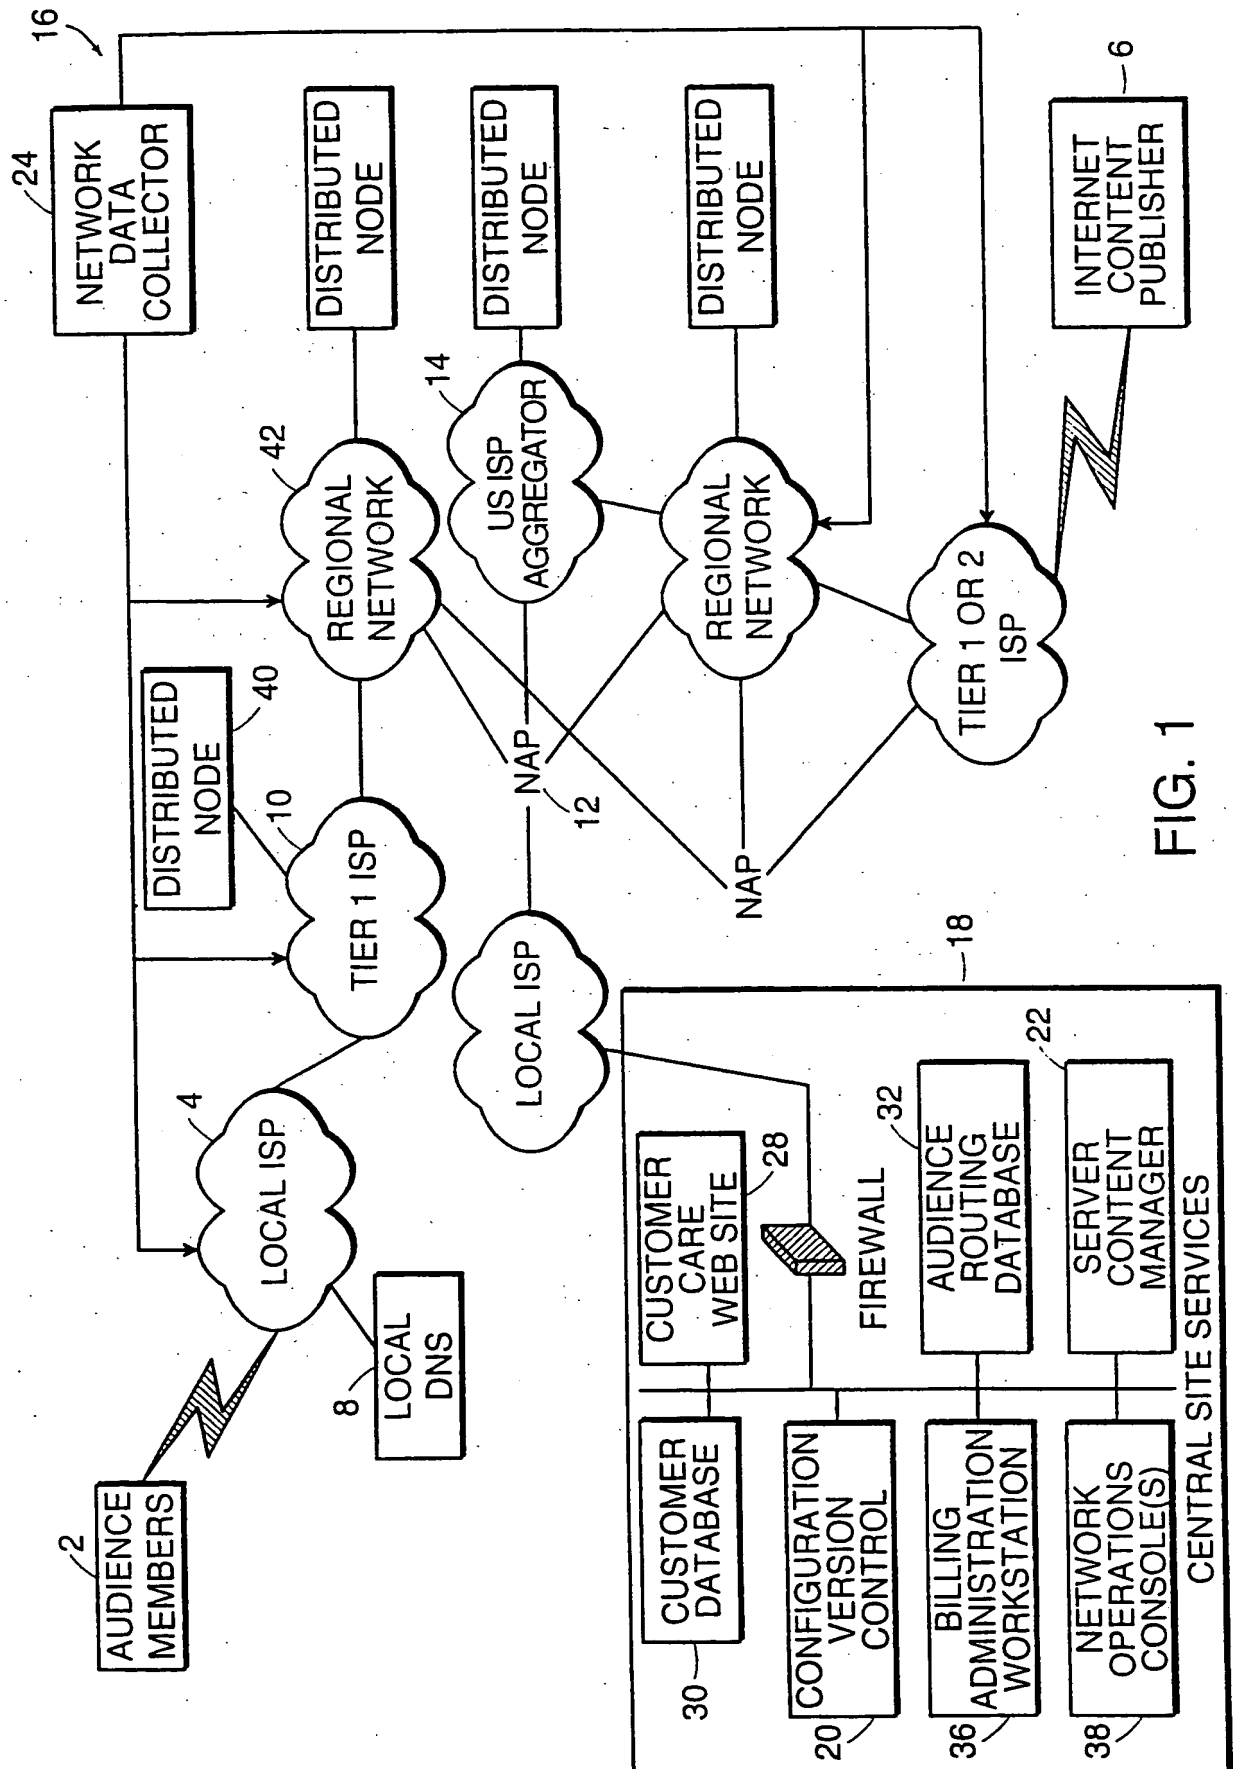 16
24
NETWORK
DATA
COLLECTOR
DISTRIBUTED
NODE
40
42
REGIONAL
NETWORK
DISTRIBUTED
NODE
10
TIER 1 ISP
4
LOCAL ISP
8
LOCAL
DNS
2
AUDIENCE
MEMBERS
14
US ISP
AGGREGATOR
DISTRIBUTED
NODE
NAP
12
LOCAL ISP
REGIONAL
NETWORK
DISTRIBUTED
NODE
NAP
TIER 1 OR 2
ISP
6
INTERNET
CONTENT
PUBLISHER
18
CUSTOMER
DATABASE
30
CUSTOMER
CARE
WEB SITE
28
FIREWALL
CONFIGURATION
VERSION
CONTROL
20
AUDIENCE
ROUTING
DATABASE
32
BILLING
ADMINISTRATION
WORKSTATION
36
SERVER
CONTENT
MANAGER
22
NETWORK
OPERATIONS
CONSOLE(S)
38
CENTRAL SITE SERVICES
FIG. 1